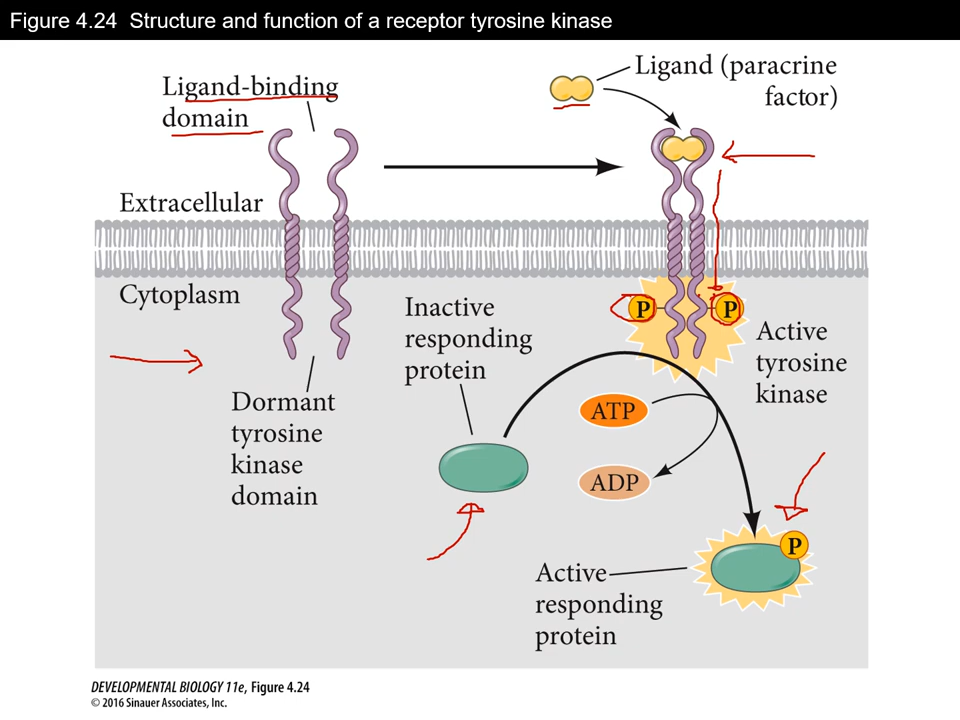 Figure 4.24 Structure and function of a receptor tyrosine kinase
Ligand-binding
domain
Ligand (paracrine
factor)
Extracellular
Cytoplasm
Inactive
responding
protein
P
P
Active
tyrosine
kinase
Dormant
tyrosine
kinase
domain
ATP
ADP
P
Active
responding
protein
DEVELOPMENTAL BIOLOGY 11e, Figure 4.24
© 2016 Sinauer Associates, Inc.